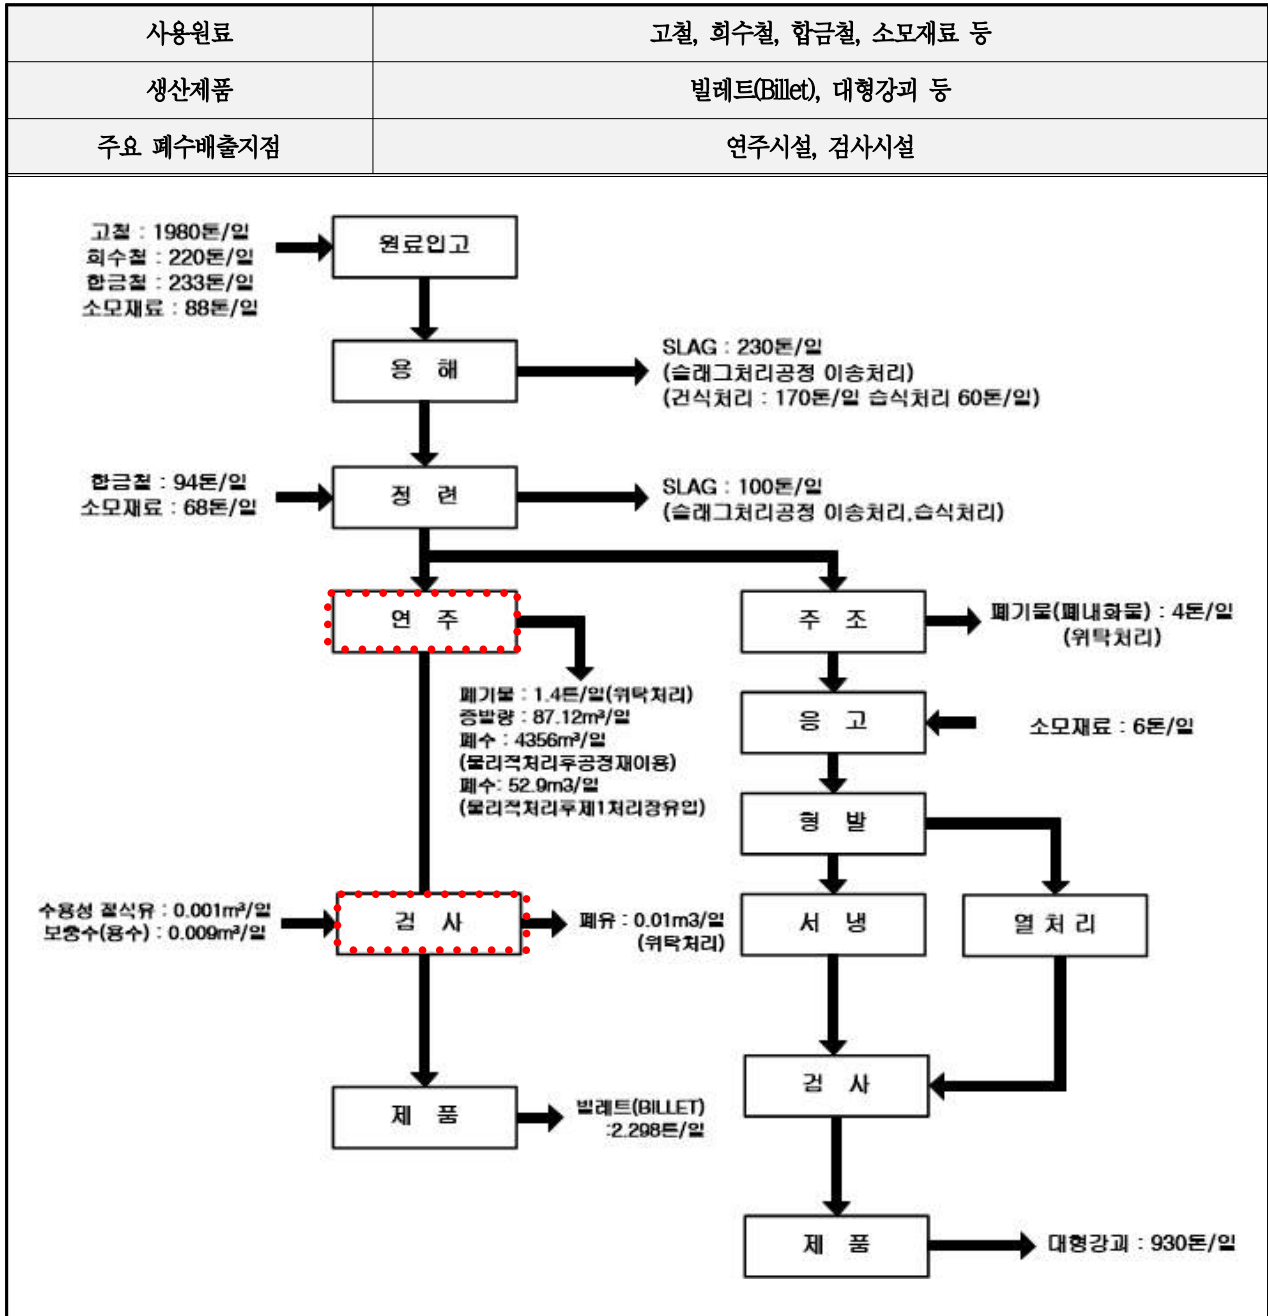 사용원료
고철, 회수철, 합금철, 소모재료 등
생산제품
빌레트(Billet), 대형강괴 등
주요 폐수배출지점
연주시설, 검사시설
고철 : 1980톤/일
회수철 : 220톤/일
합금철 : 233톤/일
소모재료 : 88톤/일
원료입고
용 해
SLAG : 230톤/일
(슬래그처리공정 이송처리)
(건식처리 : 170톤/일 습식처리 60톤/일)
합금철 : 94톤/일
소모재료 : 68톤/일
정 련
SLAG : 100톤/일
(슬래그처리공정 이송처리,습식처리)
연 주
폐기물 : 1.4톤/일(위탁처리)
증발량 : 87.12m³/일
폐수 : 4356m³/일
(물리적처리후공정재이용)
폐수: 52.9m3/일
(물리적처리후제1처리장유입)
주 조
폐기물(폐내화물) : 4톤/일
(위탁처리)
응 고
소모재료 : 6톤/일
형 발
수용성 절식유 : 0.001m³/일
보충수(용수) : 0.009m³/일
검 사
폐유 : 0.01m3/일
(위탁처리)
서 냉
열 처 리
검 사
제 품
빌레트(BILLET)
:2.298톤/일
제 품
대형강괴 : 930톤/일